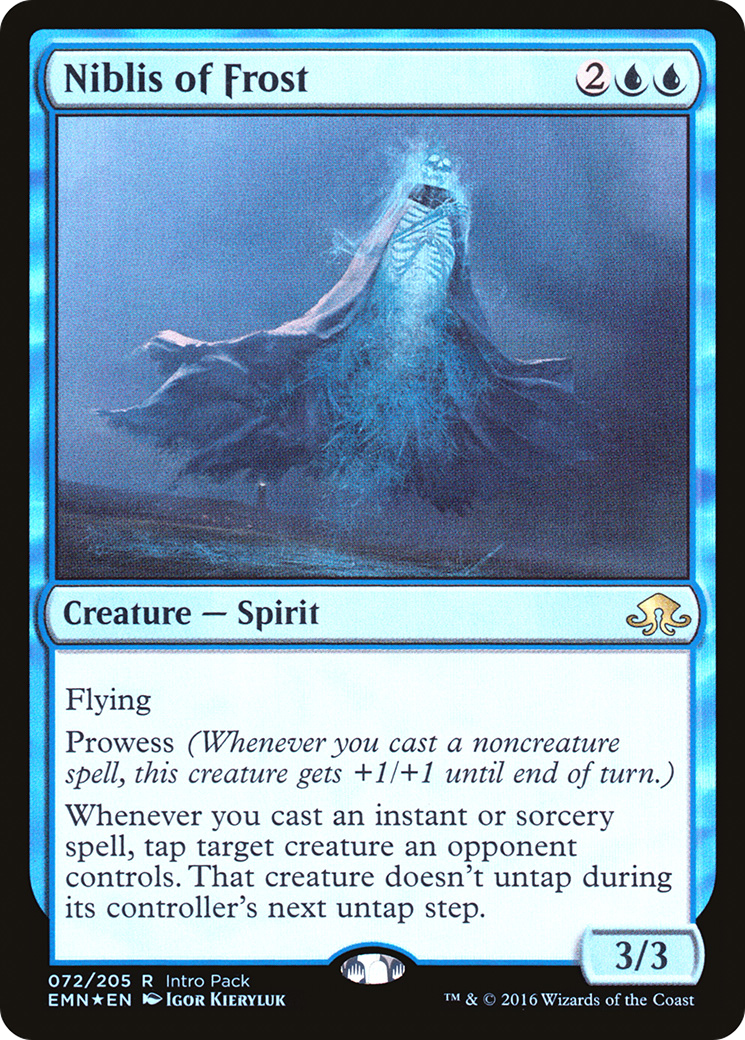 Niblis of Frost 2
Creature — Spirit
Flying
Prowess (Whenever you cast a noncreature
spell, this creature gets +1/+1 until end of turn.)
Whenever you cast an instant or sorcery
spell, tap target creature an opponent
controls. That creature doesn't untap during
its controller's next untap step.
3/3
072/205 R Intro Pack
EMN★EN Igor Kieryluk
™ & © 2016 Wizards of the Coast